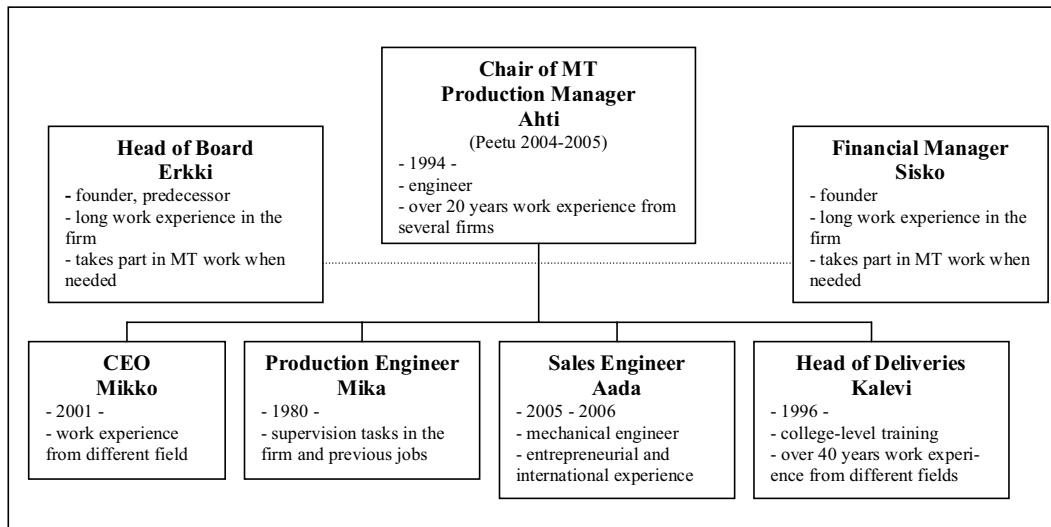 Chair of MT
Production Manager
Ahti
(Peetu 2004-2005)
- 1994 -
- engineer
- over 20 years work experience from
several firms
Head of Board
Erkki
- founder, predecessor
- long work experience in the
firm
- takes part in MT work when
needed
Financial Manager
Sisko
- founder
- long work experience in the
firm
- takes part in MT work when
needed
CEO
Mikko
- 2001 -
- work experience
from different field
Production Engineer
Mika
- 1980 -
- supervision tasks in the
firm and previous jobs
Sales Engineer
Aada
- 2005 - 2006
- mechanical engineer
- entrepreneurial and
international experience
Head of Deliveries
Kalevi
- 1996 -
- college-level training
- over 40 years work experi-
ence from different fields